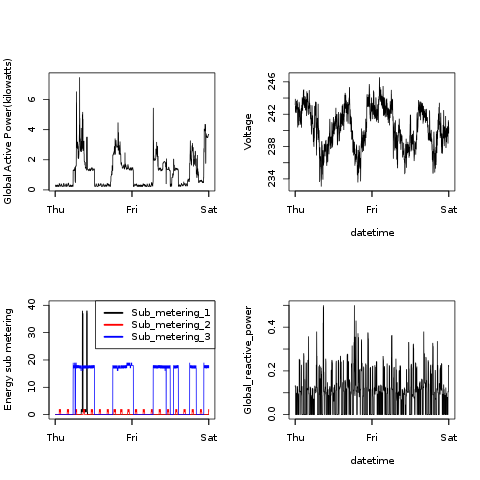 Global Active Power(kilowatts)
0 2 4 6
Thu Fri Sat
Voltage
234 238 242 246
Thu Fri Sat
datetime
Energy sub metering
0 10 20 30 40
Sub_metering_1
Sub_metering_2
Sub_metering_3
Thu Fri Sat
Global_reactive_power
0.0 0.2 0.4
Thu Fri Sat
datetime